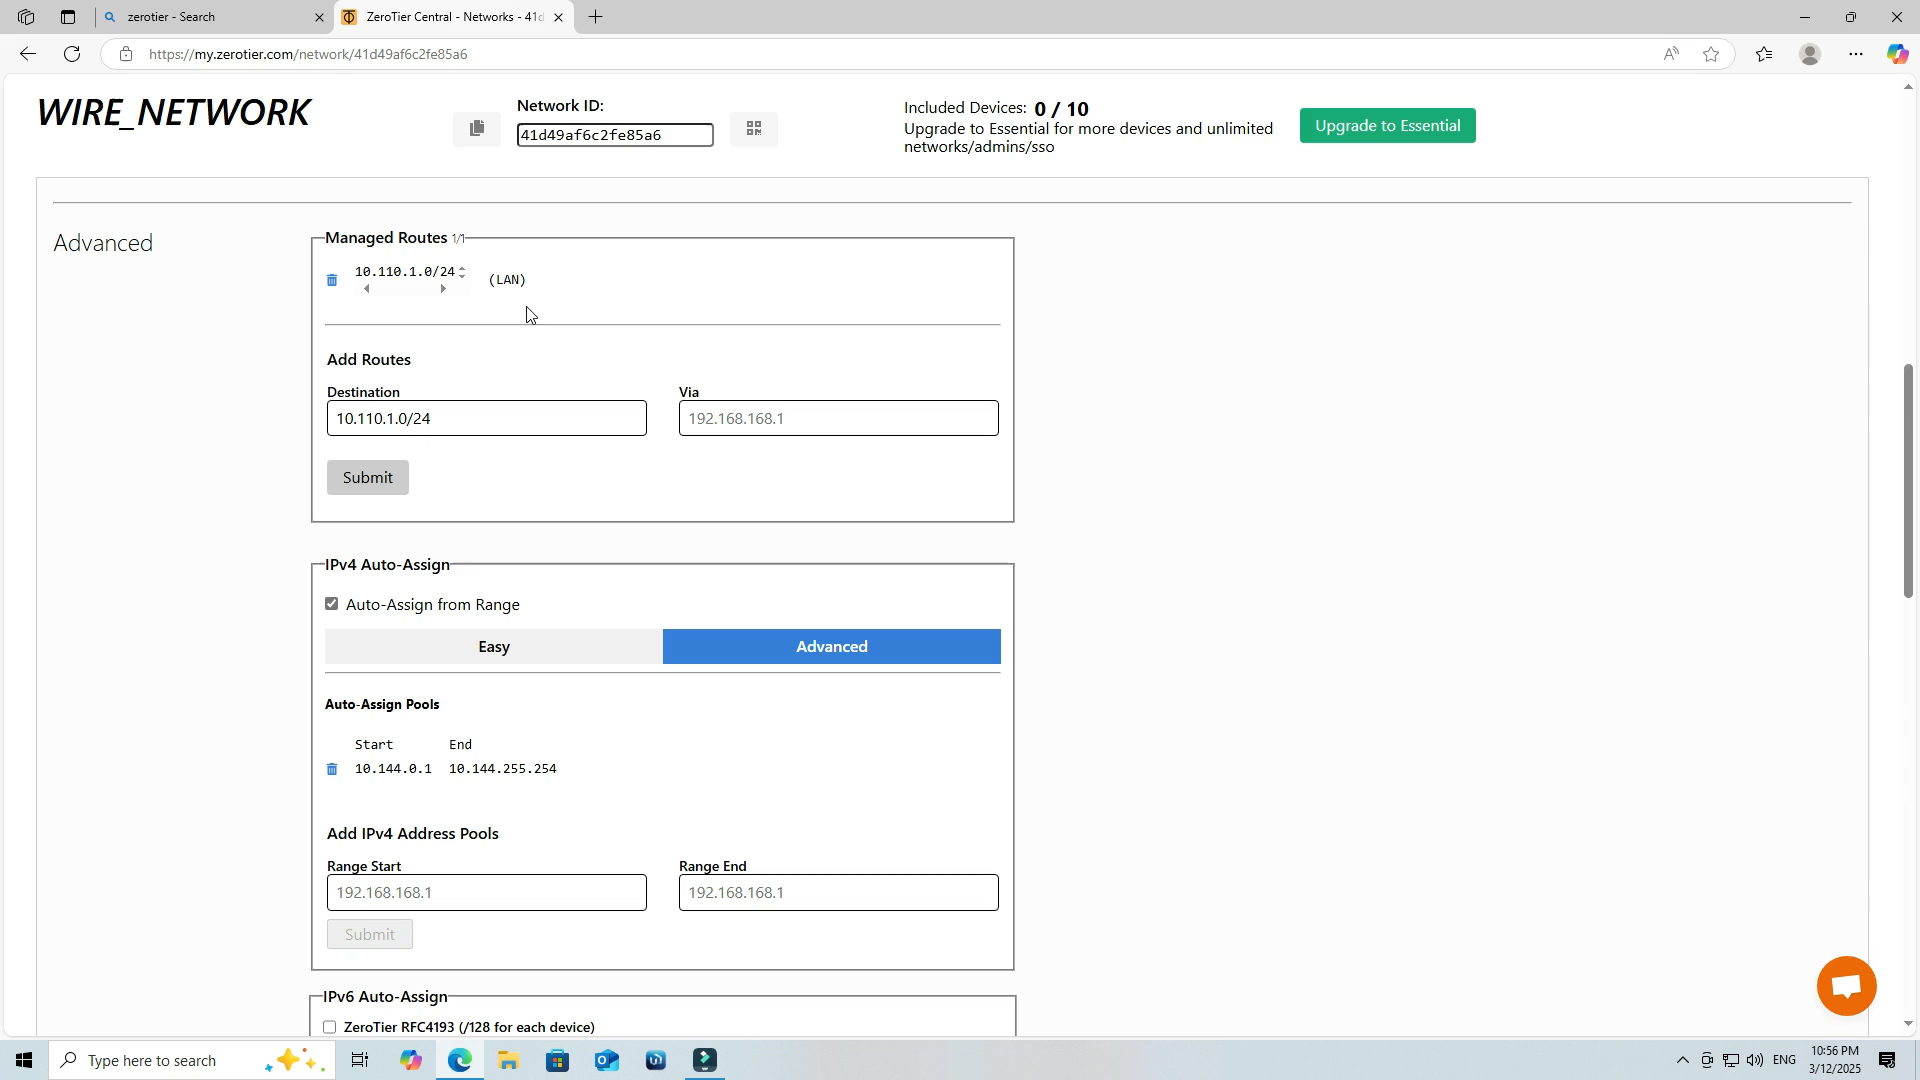 zerotier - Search
ZeroTier Central - Networks - 41d
https://my.zerotier.com/network/41d49af6c2fe85a6
WIRE_NETWORK
Network ID:
41d49af6c2fe85a6
Included Devices: 0 / 10
Upgrade to Essential for more devices and unlimited
networks/admins/sso
Upgrade to Essential
Advanced
Managed Routes 1/1
10.110.1.0/24
(LAN)
Add Routes
Destination
Via
10.110.1.0/24
192.168.168.1
Submit
IPv4 Auto-Assign
Auto-Assign from Range
Easy
Advanced
Auto-Assign Pools
Start End
10.144.0.1 10.144.255.254
Add IPv4 Address Pools
Range Start
Range End
192.168.168.1
192.168.168.1
Submit
IPv6 Auto-Assign
ZeroTier RFC4193 (/128 for each device)
Type here to search
ENG
10:56 PM
3/12/2025